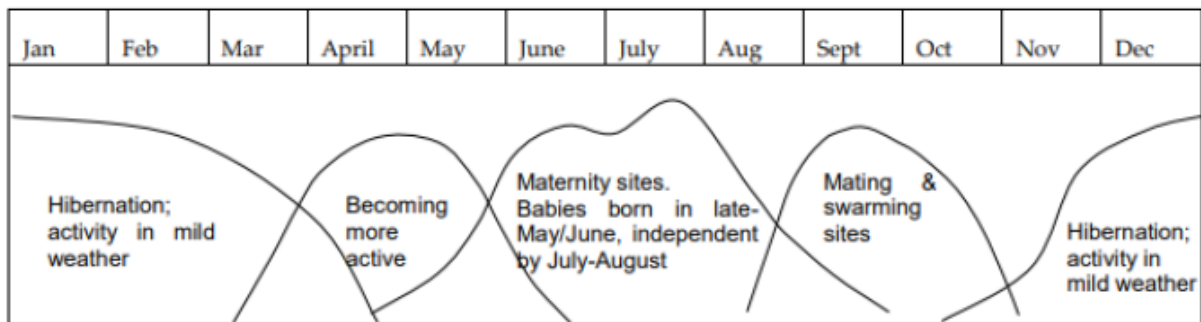 Jan Feb Mar April May June July Aug Sept Oct Nov Dec
Hibernation;
activity in mild
weather
Becoming
more
active
Maternity sites.
Babies born in late-
May/June, independent
by July-August
Mating &
swarming
sites
Hibernation;
activity in
mild weather